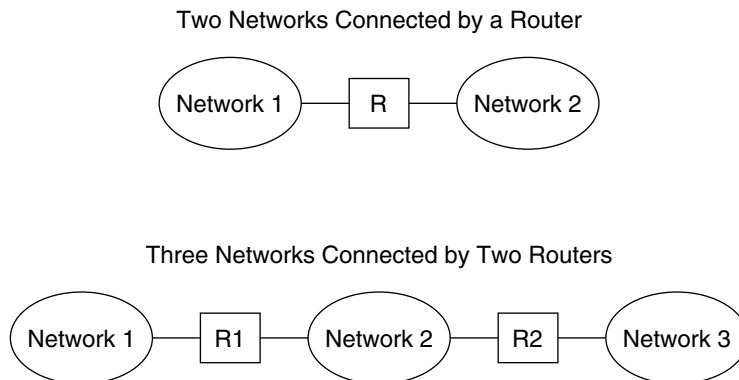 Two Networks Connected by a Router
Network 1 R Network 2
Three Networks Connected by Two Routers
Network 1 R1 Network 2 R2 Network 3